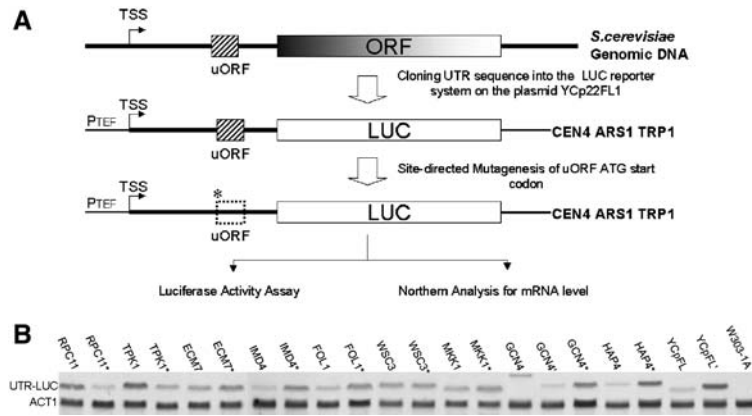 A
TSS
ORF
S.cerevisiae
Genomic DNA
uORF
Cloning UTR sequence into the LUC reporter
system on the plasmid YCp22FL1
PTEF
TSS
LUC
CEN4 ARS1 TRP1
uORF
Site-directed Mutagenesis of uORF ATG start
codon
*
PTEF
TSS
LUC
CEN4 ARS1 TRP1
uORF
Luciferase Activity Assay
Northern Analysis for mRNA level
B
RPC11 RPC11* TPK1 TPK1* ECM7 ECM7* IMD4 IMD4* FOL1 FOL1* WSC3 WSC3* MKK1 MKK1* GCN4 GCN4' GCN4* HAP4 HAP4* YCpFL YCpFL' W303-1A
UTR-LUC
ACT1